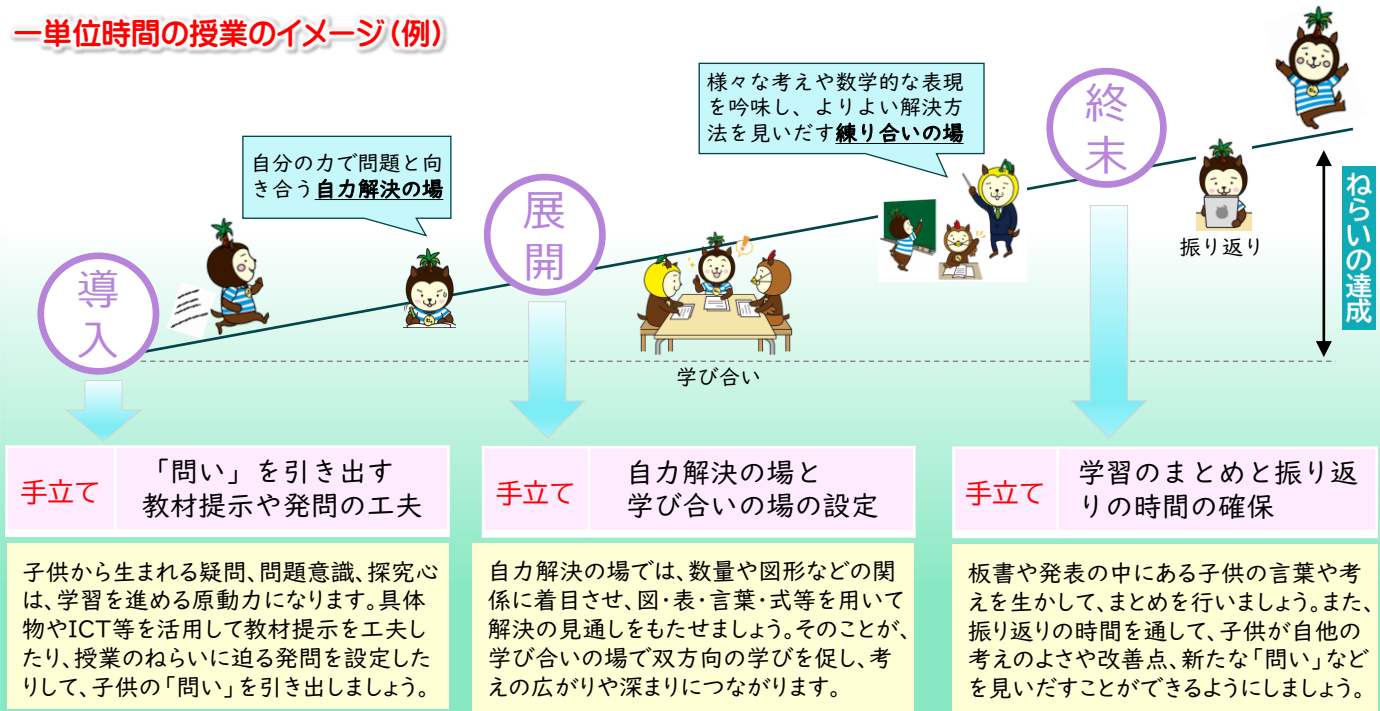 一単位時間の授業のイメージ（例）
様々な考えや数学的な表現
を吟味し、よりよい解決方
法を見いだす練り合いの場
自分の力で問題と向
き合う自力解決の場
導
入
展
開
終
末
学び合い
振り返り
ねらいの達成
手立て
「問い」を引き出す
教材提示や発問の工夫
子供から生まれる疑問、問題意識、探究心
は、学習を進める原動力になります。具体
物やICT等を活用して教材提示を工夫し
たり、授業のねらいに迫る発問を設定した
りして、子供の「問い」を引き出しましょう。
手立て
自力解決の場と
学び合いの場の設定
自力解決の場では、数量や図形などの関
係に着目させ、図・表・言葉・式等を用いて
解決の見通しをもたせましょう。そのことが、
学び合いの場で双方向の学びを促し、考
えの広がりや深まりにつながります。
手立て
学習のまとめと振り返
りの時間の確保
板書や発表の中にある子供の言葉や考
えを生かして、まとめを行いましょう。また、
振り返りの時間を通して、子供が自他の
考えのよさや改善点、新たな「問い」など
を見いだすことができるようにしましょう。